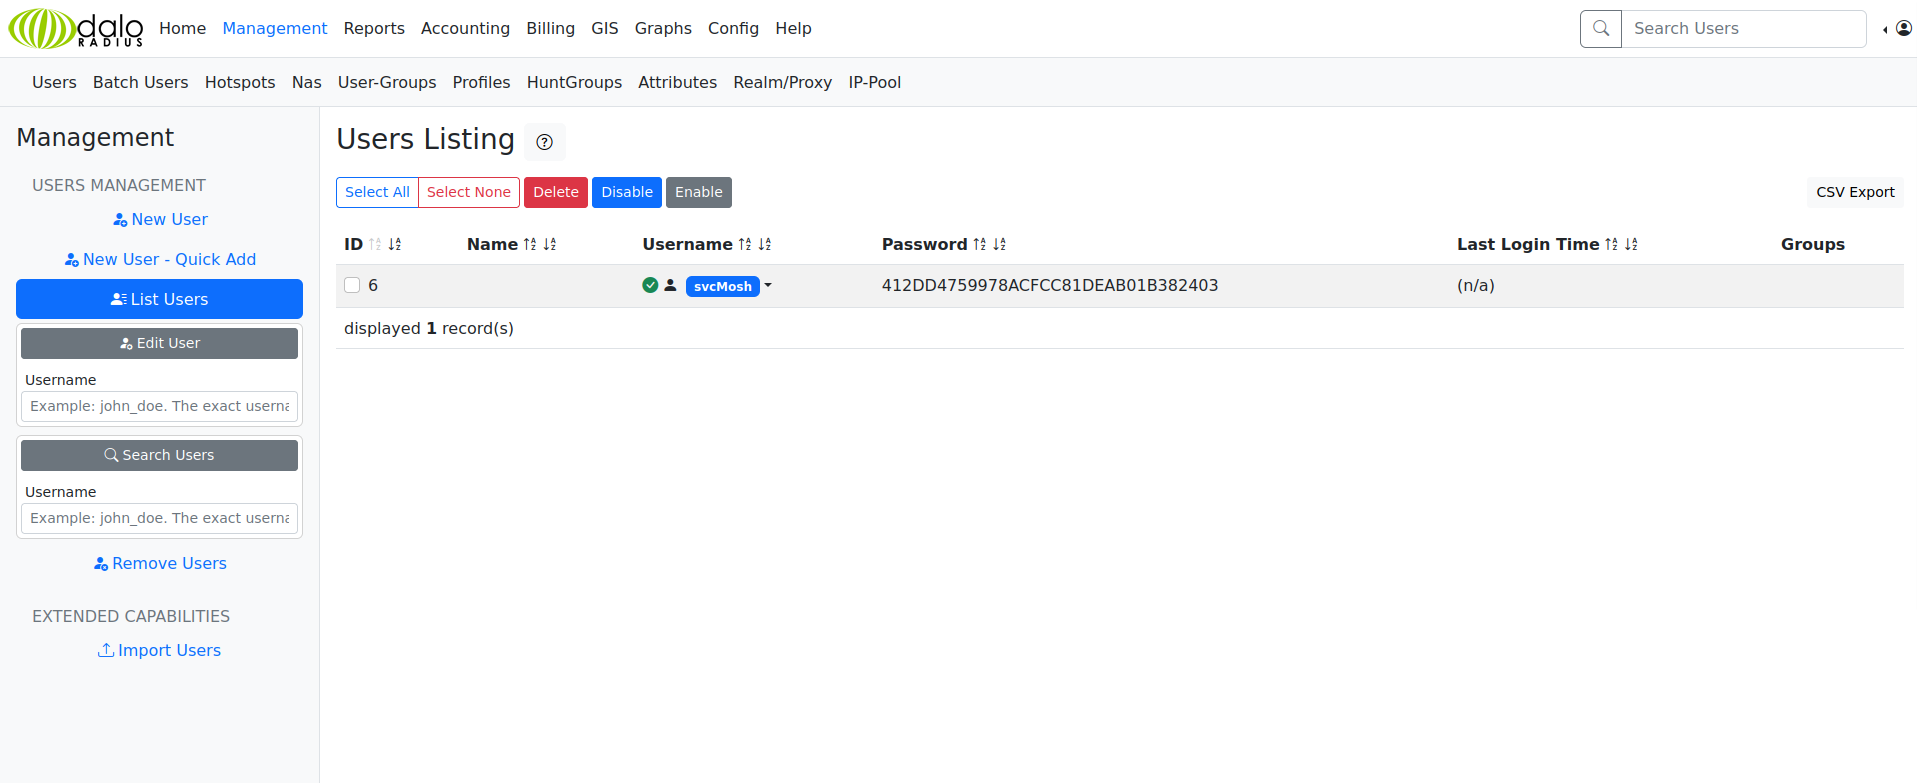 dalo RADIUS Home Management Reports Accounting Billing GIS Graphs Config Help Search Users
Users Batch Users Hotspots Nas User-Groups Profiles HuntGroups Attributes Realm/Proxy IP-Pool
Management
USERS MANAGEMENT
New User
New User - Quick Add
List Users
Edit User
Username
Example: john_doe. The exact userna
Search Users
Username
Example: john_doe. The exact userna
Remove Users
EXTENDED CAPABILITIES
Import Users
Users Listing
Select All Select None Delete Disable Enable CSV Export
ID Name Username Password Last Login Time Groups
6 svcMosh 412DD4759978ACFCC81DEAB01B382403 (n/a)
displayed 1 record(s)